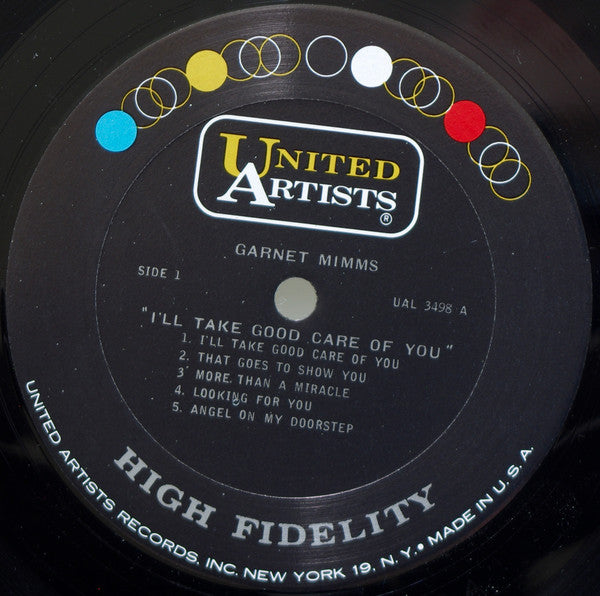 UNITED
ARTISTS
®
GARNET MIMMS
SIDE 1
UAL 3498 A
"I'LL TAKE GOOD CARE OF YOU"
1. I'LL TAKE GOOD CARE OF YOU
2. THAT GOES TO SHOW YOU
3 MORE THAN A MIRACLE
4. LOOKING FOR YOU
5. ANGEL ON MY DOORSTEP
HIGH FIDELITY
UNITED ARTISTS RECORDS, INC. NEW YORK 19, N.Y. • MADE IN U.S.A.